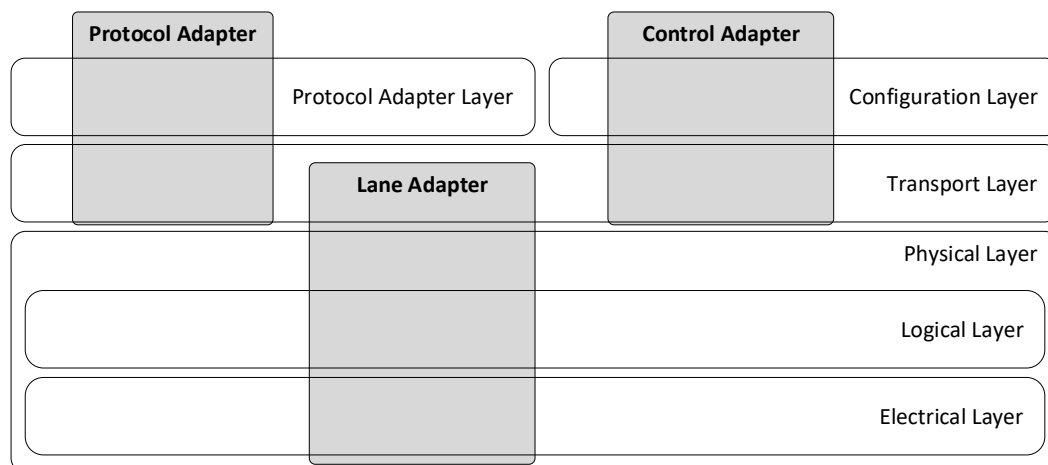 Protocol Adapter
Control Adapter
Protocol Adapter Layer
Configuration Layer
Lane Adapter
Transport Layer
Physical Layer
Logical Layer
Electrical Layer